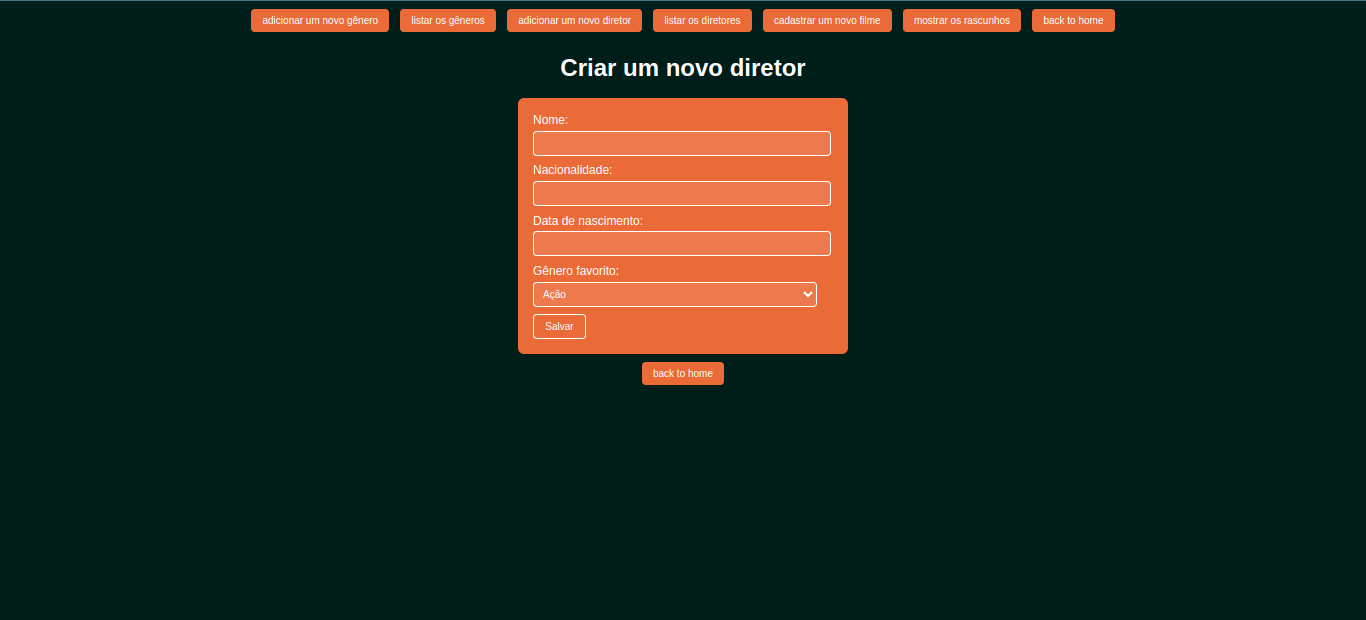 adicionar um novo gênero listar os gêneros adicionar um novo diretor listar os diretores cadastrar um novo filme mostrar os rascunhos back to home
Criar um novo diretor
Nome:
Nacionalidade:
Data de nascimento:
Gênero favorito:
Ação
Salvar
back to home